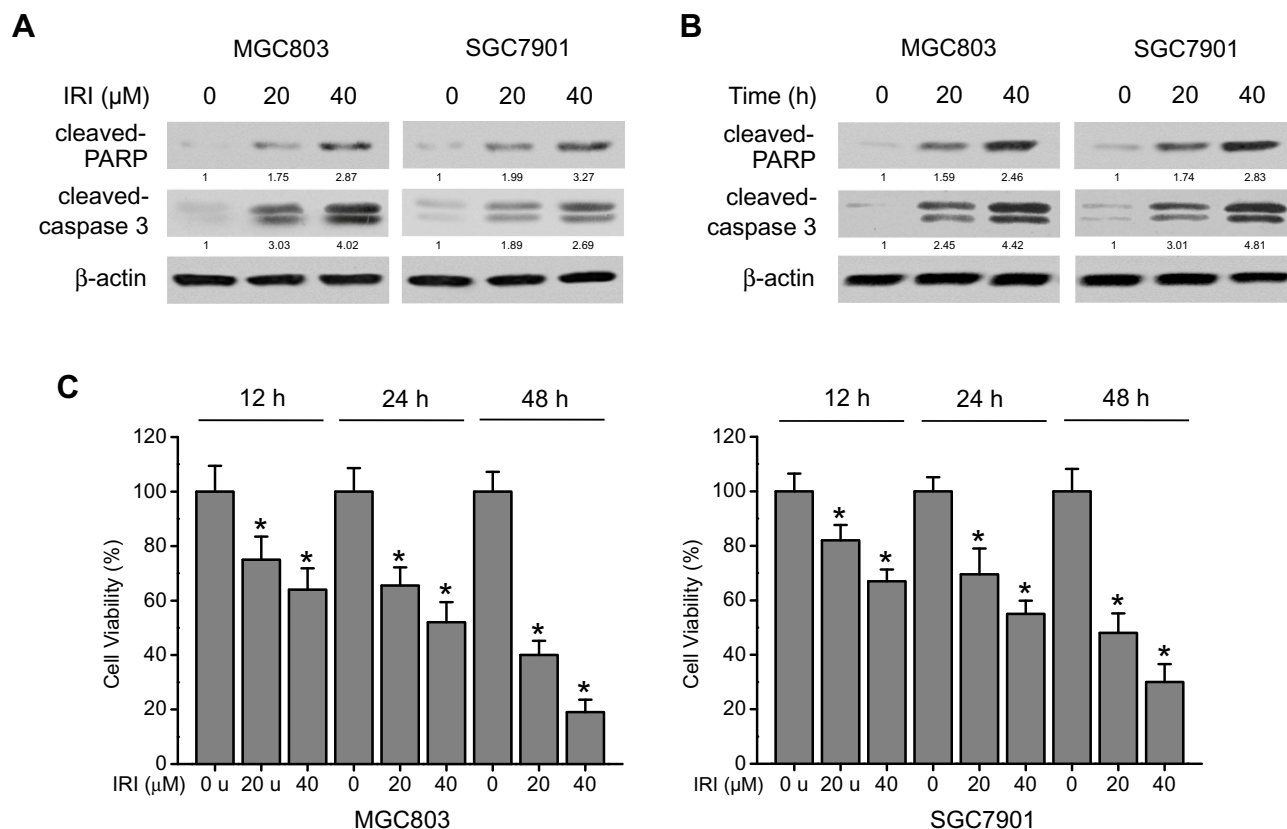 A
B
MGC803 SGC7901
MGC803 SGC7901
IRI (μM) 0 20 40 0 20 40
Time (h) 0 20 40 0 20 40
cleaved-
PARP
cleaved-
PARP
1 1.75 2.87 1 1.99 3.27
1 1.59 2.46 1 1.74 2.83
cleaved-
caspase 3
cleaved-
caspase 3
1 3.03 4.02 1 1.89 2.69
1 2.45 4.42 1 3.01 4.81
β-actin
β-actin
C
12 h 24 h 48 h
120
100
80
60
40
20
0
Cell Viability (%)
* * * * * *
IRI (μM) 0 u 20 u 40 0 20 40 0 20 40
MGC803
12 h 24 h 48 h
120
100
80
60
40
20
0
Cell Viability (%)
* * * * * *
IRI (μM) 0 u 20 u 40 0 20 40 0 20 40
SGC7901